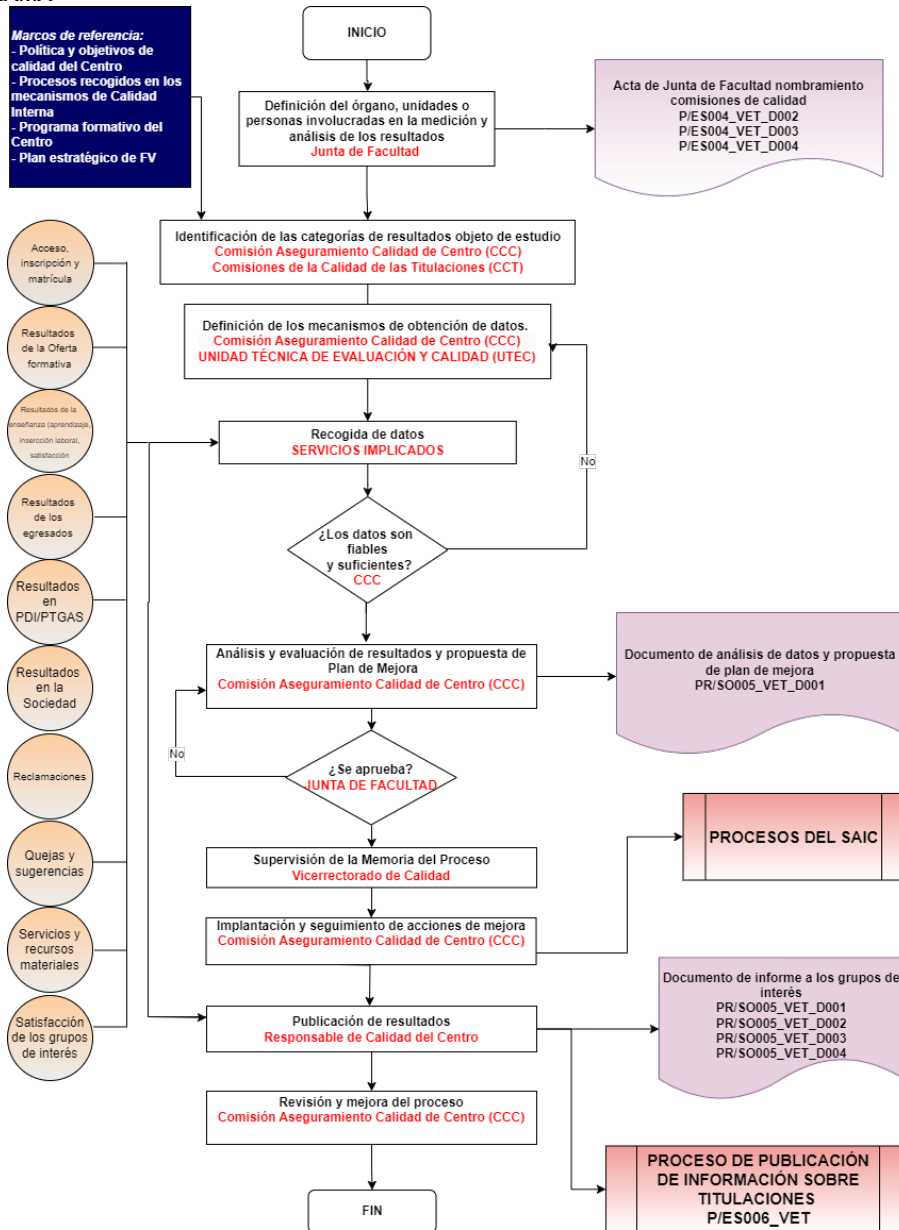 Marcos de referencia:
- Política y objetivos de
calidad del Centro
- Procesos recogidos en los
mecanismos de Calidad
Interna
- Programa formativo del
Centro
- Plan estratégico de FV
INICIO
Definición del órgano, unidades o
personas involucradas en la medición y
análisis de los resultados
Junta de Facultad
Acta de Junta de Facultad nombramiento
comisiones de calidad
P/ES004_VET_D002
P/ES004_VET_D003
P/ES004_VET_D004
Identificación de las categorías de resultados objeto de estudio
Comisión Aseguramiento Calidad de Centro (CCC)
Comisiones de la Calidad de las Titulaciones (CCT)
Definición de los mecanismos de obtención de datos.
Comisión Aseguramiento Calidad de Centro (CCC)
UNIDAD TÉCNICA DE EVALUACIÓN Y CALIDAD (UTEC)
Recogida de datos
SERVICIOS IMPLICADOS
No
¿Los datos son
fiables
y suficientes?
CCC
Análisis y evaluación de resultados y propuesta de
Plan de Mejora
Comisión Aseguramiento Calidad de Centro (CCC)
Documento de análisis de datos y propuesta
de plan de mejora
PR/SO005_VET_D001
No
¿Se aprueba?
JUNTA DE FACULTAD
Supervisión de la Memoria del Proceso
Vicerrectorado de Calidad
PROCESOS DEL SAIC
Implantación y seguimiento de acciones de mejora
Comisión Aseguramiento Calidad de Centro (CCC)
Publicación de resultados
Responsable de Calidad del Centro
Documento de informe a los grupos de
interés
PR/SO005_VET_D001
PR/SO005_VET_D002
PR/SO005_VET_D003
PR/SO005_VET_D004
Revisión y mejora del proceso
Comisión Aseguramiento Calidad de Centro (CCC)
PROCESO DE PUBLICACIÓN
DE INFORMACIÓN SOBRE
TITULACIONES
P/ES006_VET
FIN
Acceso,
inscripción y
matrícula
Resultados
de la Oferta
formativa
Resultados de la
enseñanza (aprendizaje,
insercción laboral,
satisfacción
Resultados
de los
egresados
Resultados
en
PDI/PTGAS
Resultados
en la
Sociedad
Reclamaciones
Quejas y
sugerencias
Servicios y
recursos
materiales
Satisfacción
de los grupos
de interés